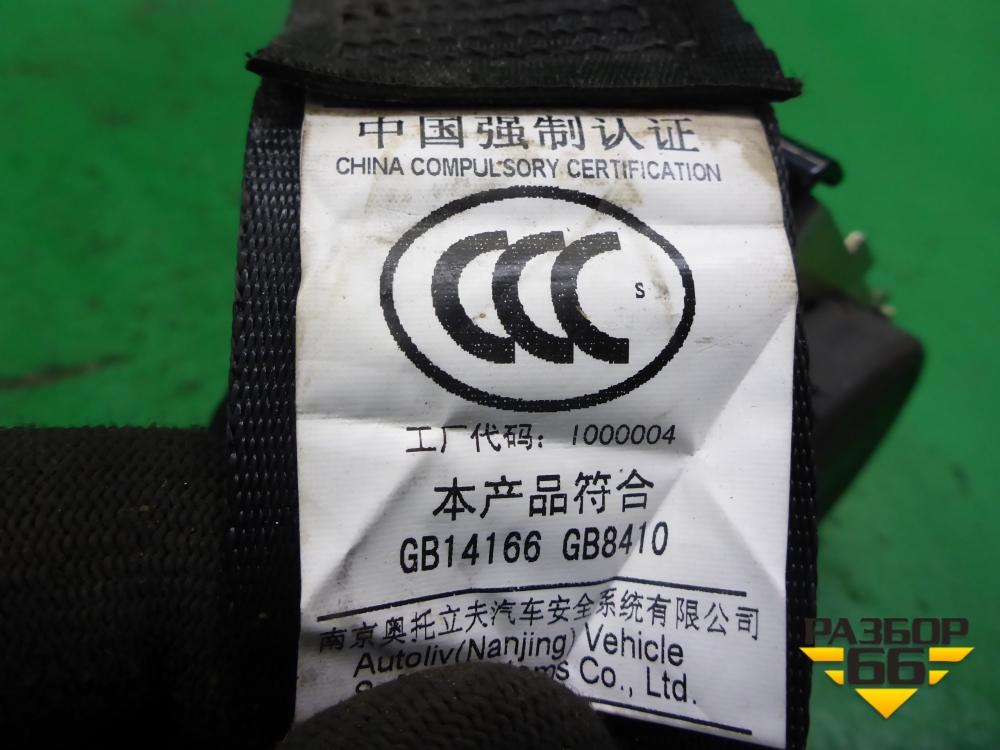 中国强制认证
CHINA COMPULSORY CERTIFICATION
CCC S
工厂代码: 1000004
本产品符合
GB14166 GB8410
南京奥托立夫汽车安全系统有限公司
Autoliv(Nanjing) Vehicle
Co., Ltd.
РАЗБОР
66